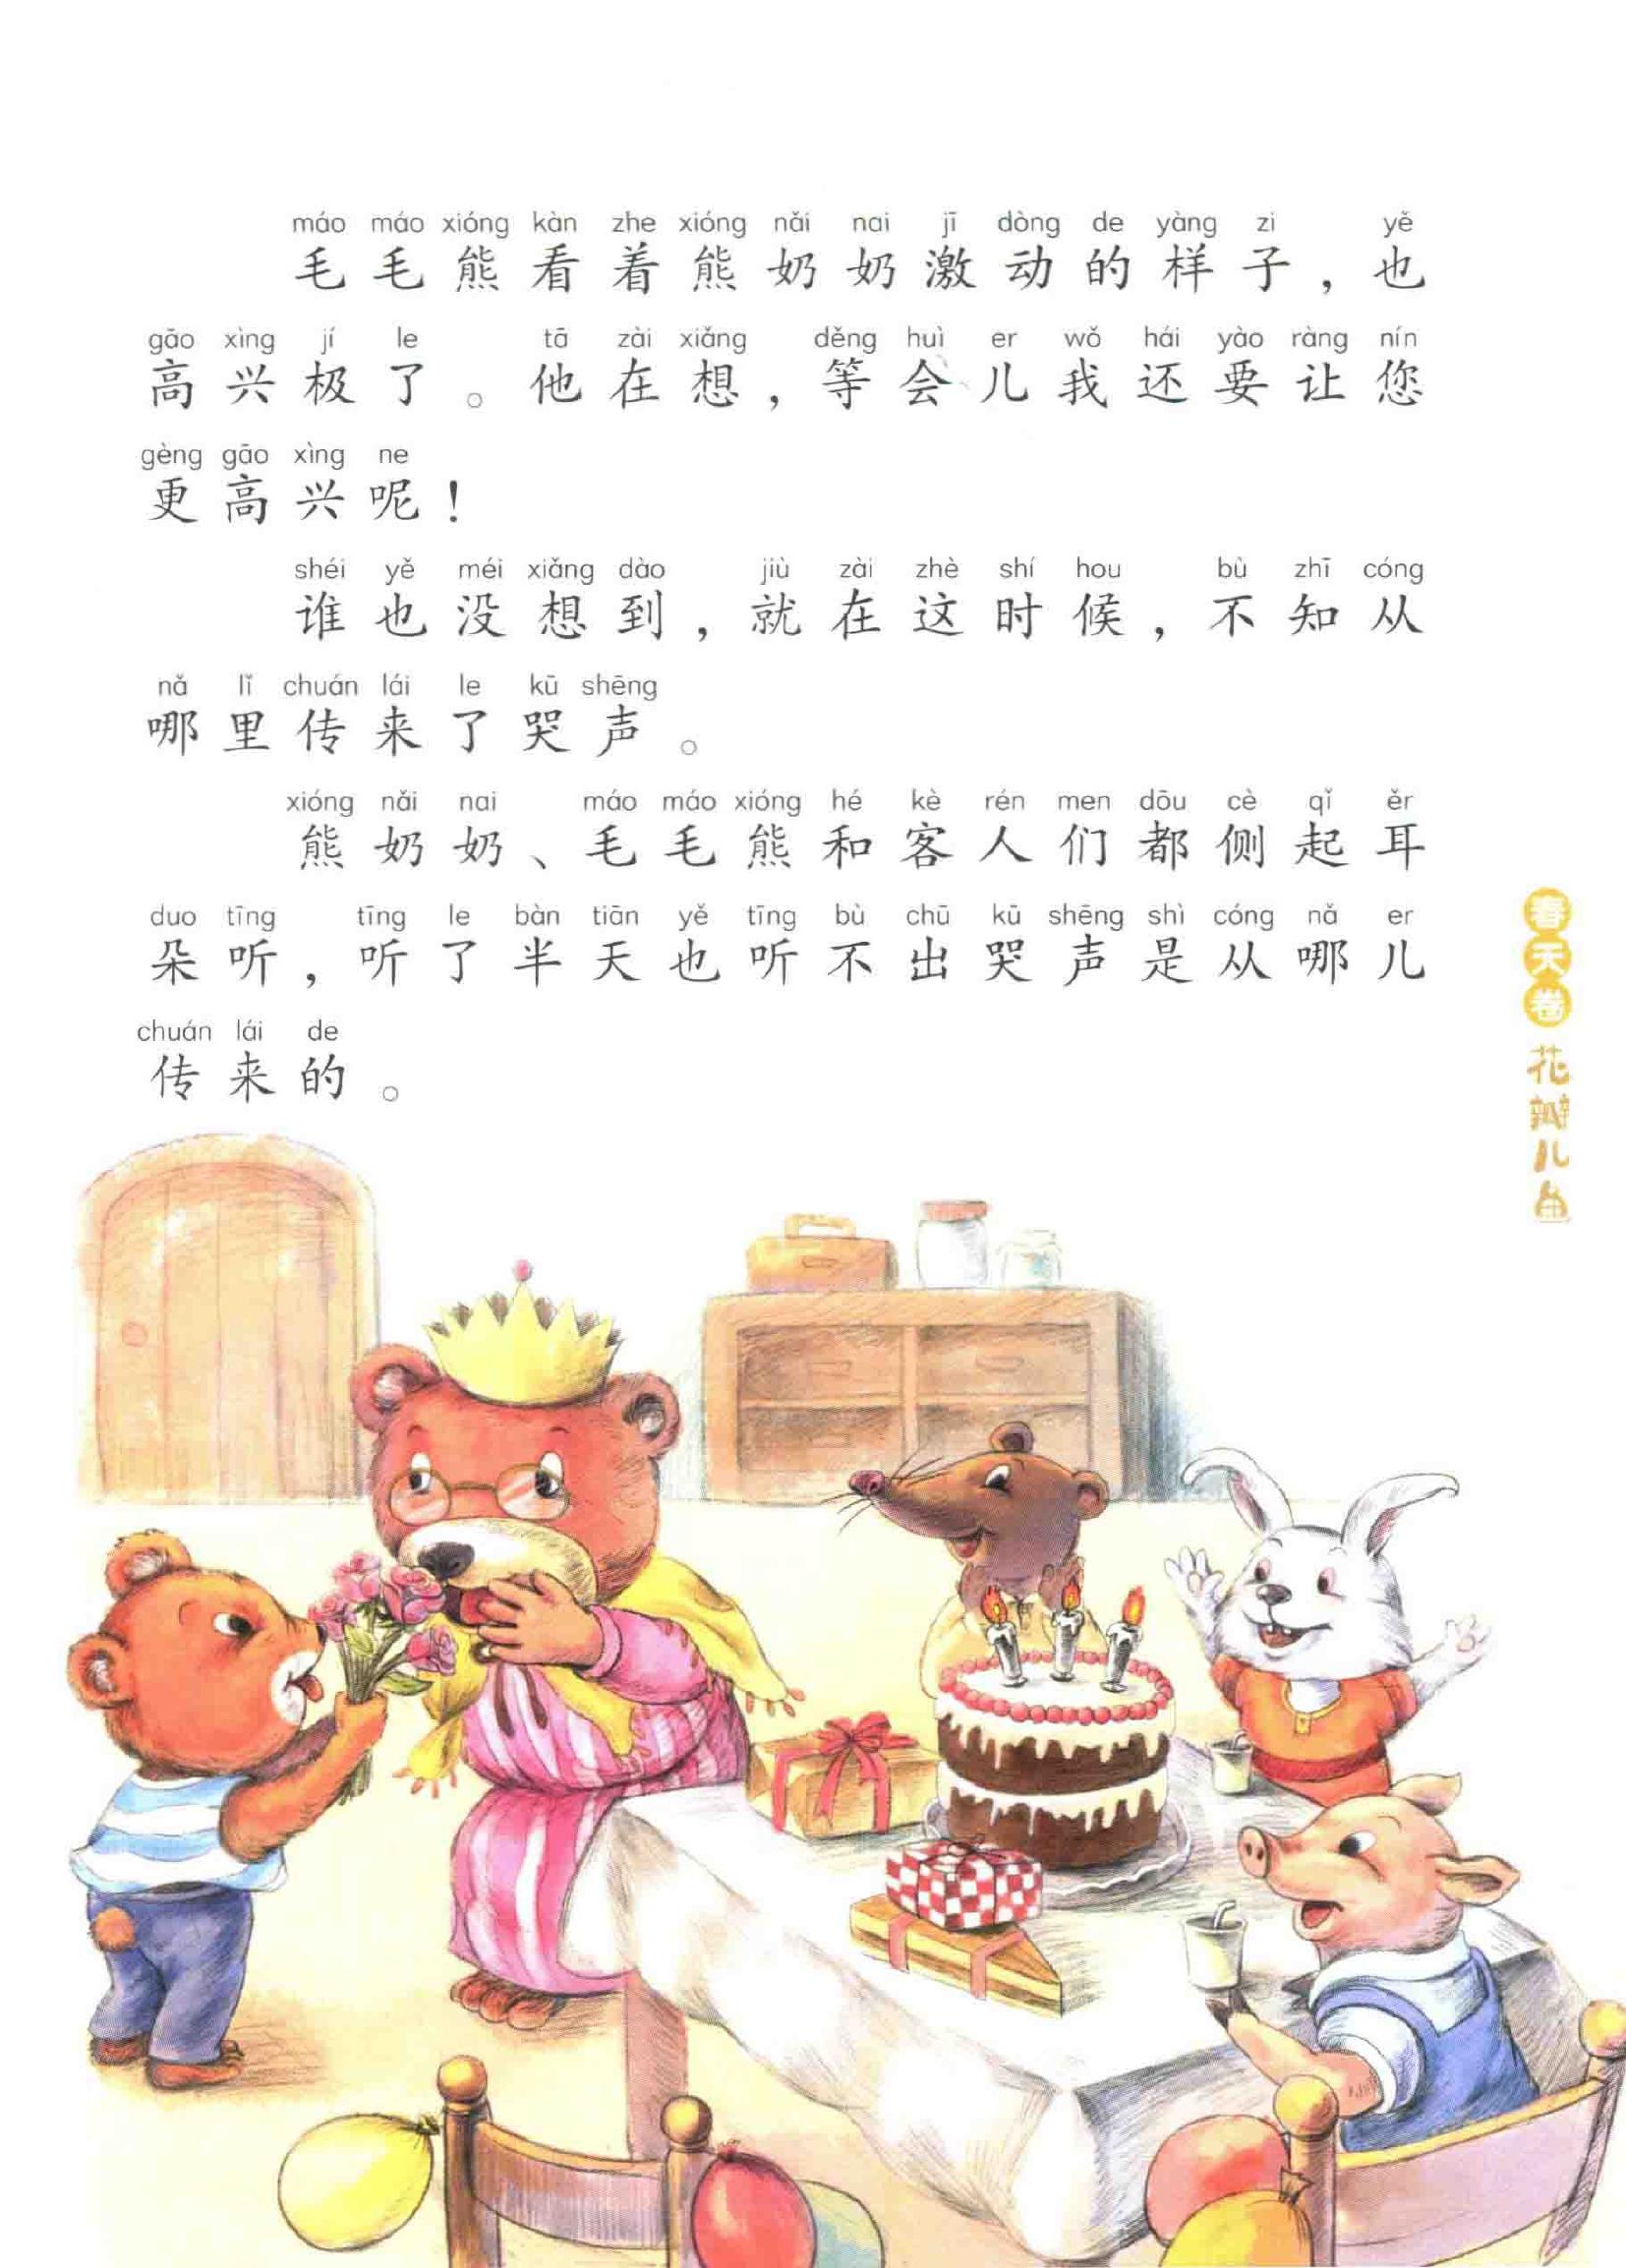 máo máo xióng kàn zhe xióng nǎi nai jī dòng de yàng zi yě
毛毛熊看着熊奶奶激动的样子，也
gāo xìng jí le tā zài xiǎng děng huì er wǒ hái yào ràng nín
高兴极了。他在想，等会儿我还要让您
gèng gāo xìng ne
更高兴呢！
shéi yě méi xiǎng dào jiù zài zhè shí hou bù zhī cóng
谁也没想到，就在这时候，不知从
nǎ lǐ chuán lái le kū shēng
哪里传来了哭声。
xióng nǎi nai máo máo xióng hé kè rén men dōu cè qǐ ěr
熊奶奶、毛毛熊和客人们都侧起耳
duo tīng tīng le bàn tiān yě tīng bù chū kū shēng shì cóng nǎ er
朵听，听了半天也听不出哭声是从哪儿
chuán lái de
传来的。
春天卷
花瓣儿鱼